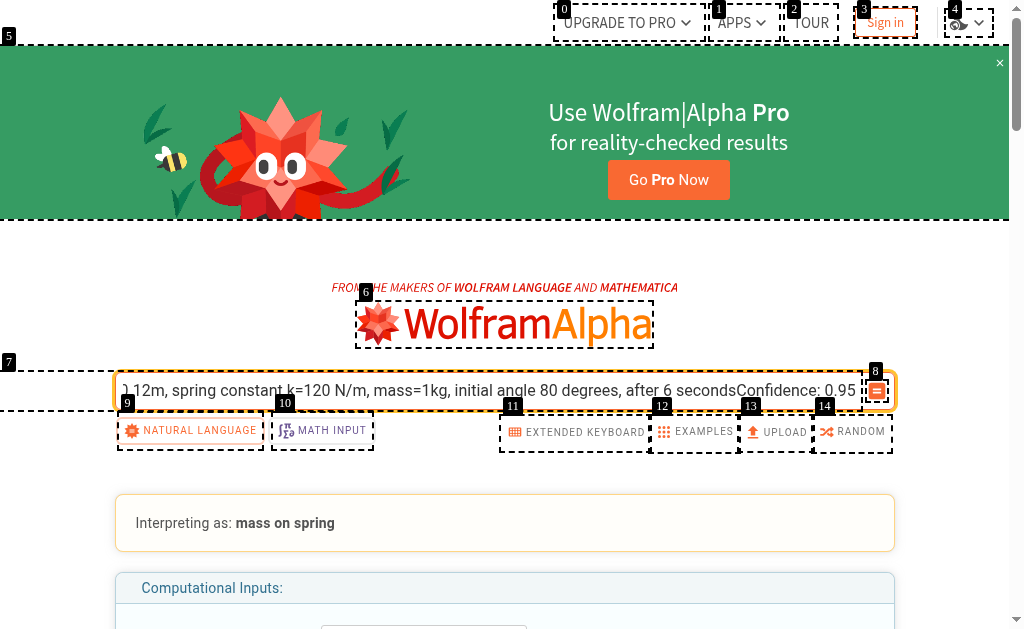 0
UPGRADE TO PRO
1
APPS
2
TOUR
3
Sign in
4
5
×
Use Wolfram|Alpha Pro
for reality-checked results
Go Pro Now
FROM THE MAKERS OF WOLFRAM LANGUAGE AND MATHEMATICA
6
WolframAlpha
7
8
0.12m, spring constant k=120 N/m, mass=1kg, initial angle 80 degrees, after 6 secondsConfidence: 0.95
=
9
NATURAL LANGUAGE
10
MATH INPUT
11
EXTENDED KEYBOARD
12
EXAMPLES
13
UPLOAD
14
RANDOM
Interpreting as: mass on spring
Computational Inputs: